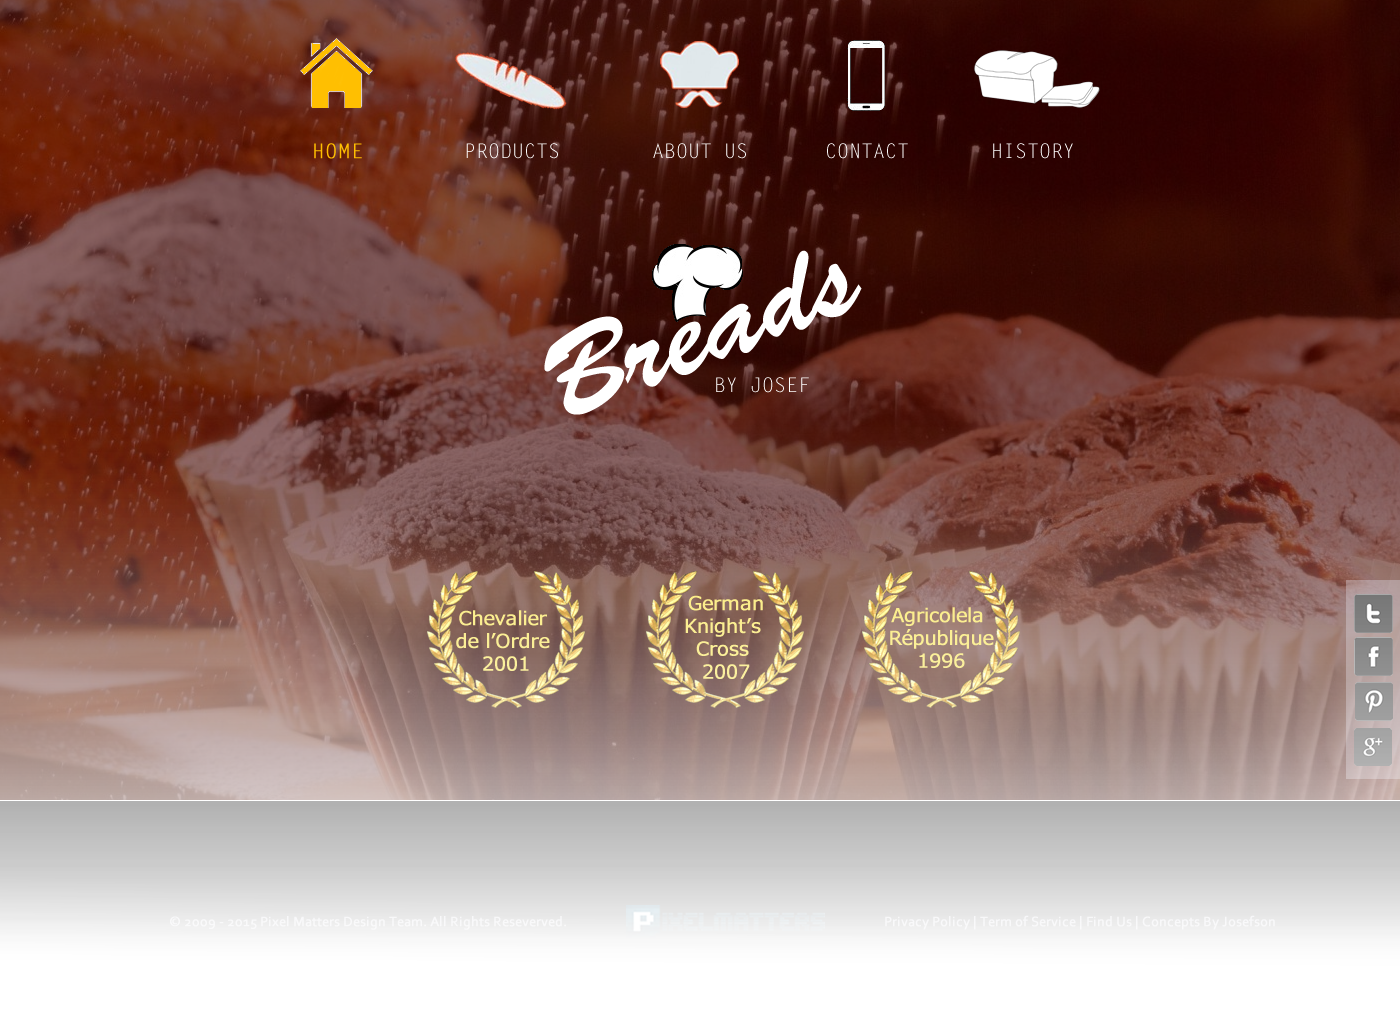 HOME PRODUCTS ABOUT US CONTACT HISTORY
Breads
BY JOSEF
Chevalier
de l'Ordre
2001
German
Knight's
Cross
2007
Agricolela
République
1996
© 2009 - 2015 Pixel Matters Design Team. All Rights Reseverved.
PIXEL MATTERS
Privacy Policy | Term of Service | Find Us | Concepts By Josefson